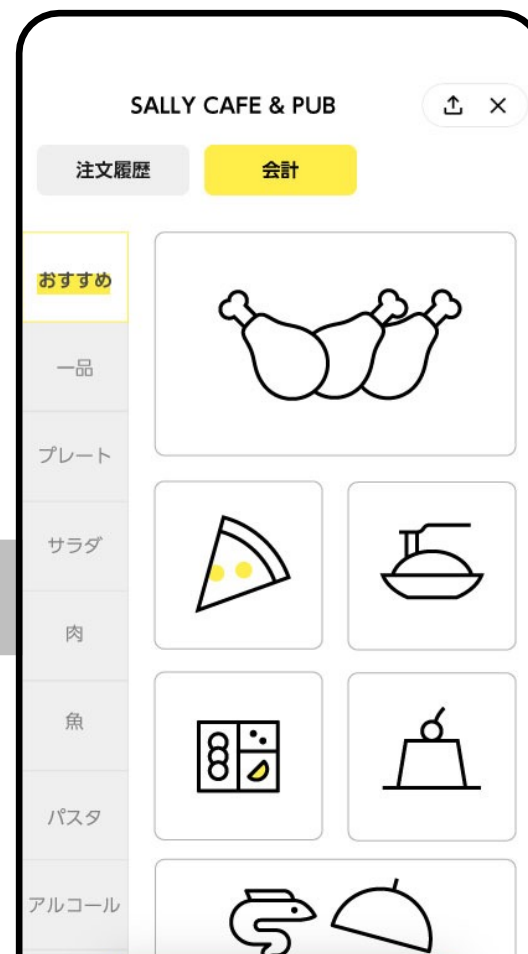 SALLY CAFE & PUB
注文履歴
会計
おすすめ
一品
プレート
サラダ
肉
魚
パスタ
アルコール